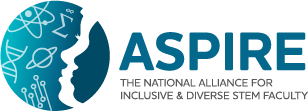 ASPIRE
THE NATIONAL ALLIANCE FOR
INCLUSIVE & DIVERSE STEM FACULTY